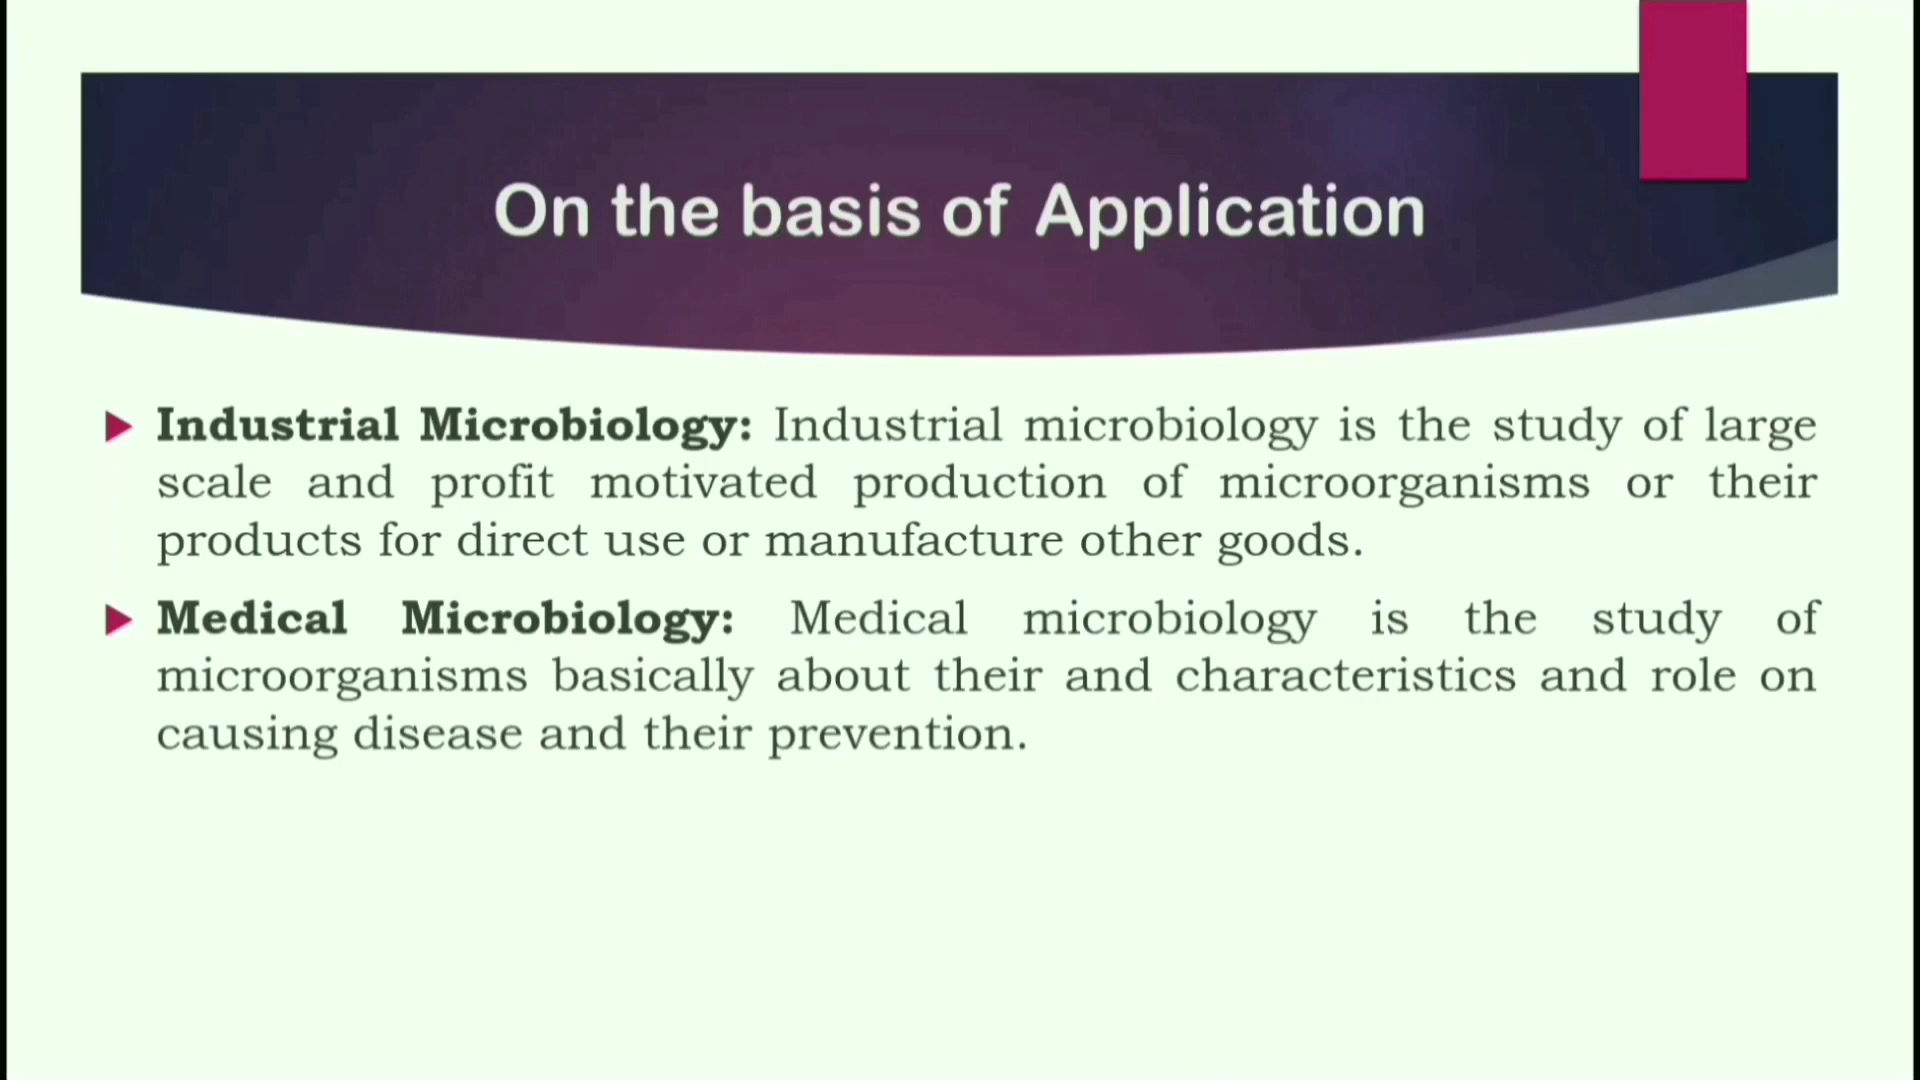 On the basis of Application
Industrial Microbiology: Industrial microbiology is the study of large
scale and profit motivated production of microorganisms or their
products for direct use or manufacture other goods.
Medical Microbiology: Medical microbiology is the study of
microorganisms basically about their and characteristics and role on
causing disease and their prevention.